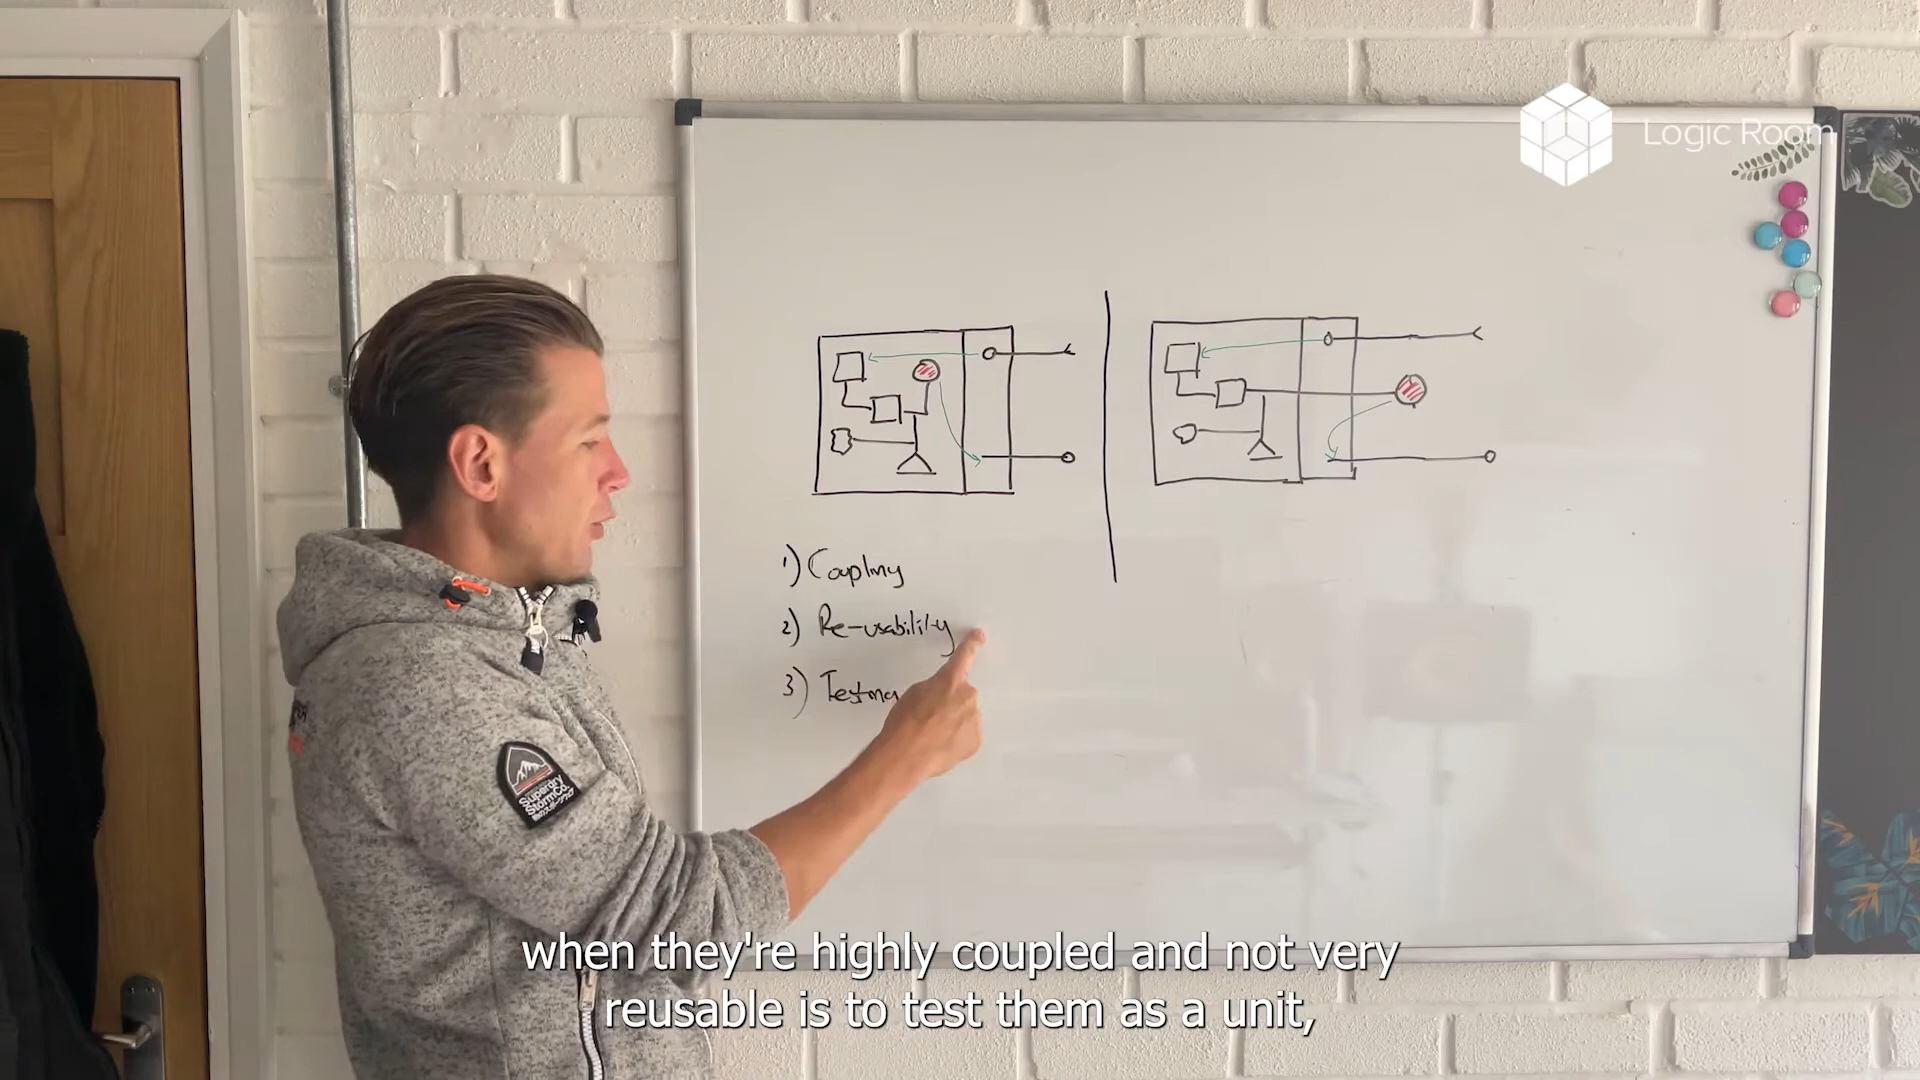 Logic Room
1) Coupling
2) Re-usability
3) Testing
Superdry
StormCo.
when they're highly coupled and not very
reusable is to test them as a unit,